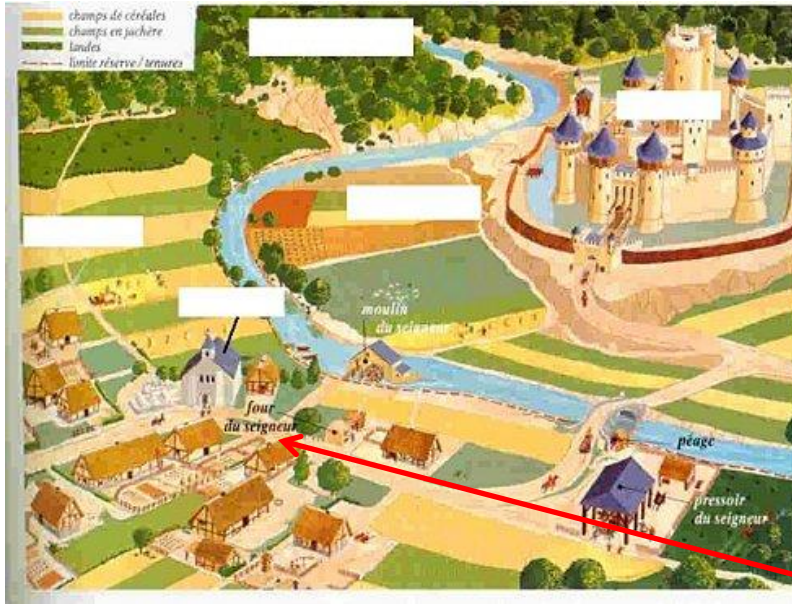 champs de céréales
champs en jachère
landes
limite réserve / tenures
moulin
du seigneur
four
du seigneur
péage
pressoir
du seigneur